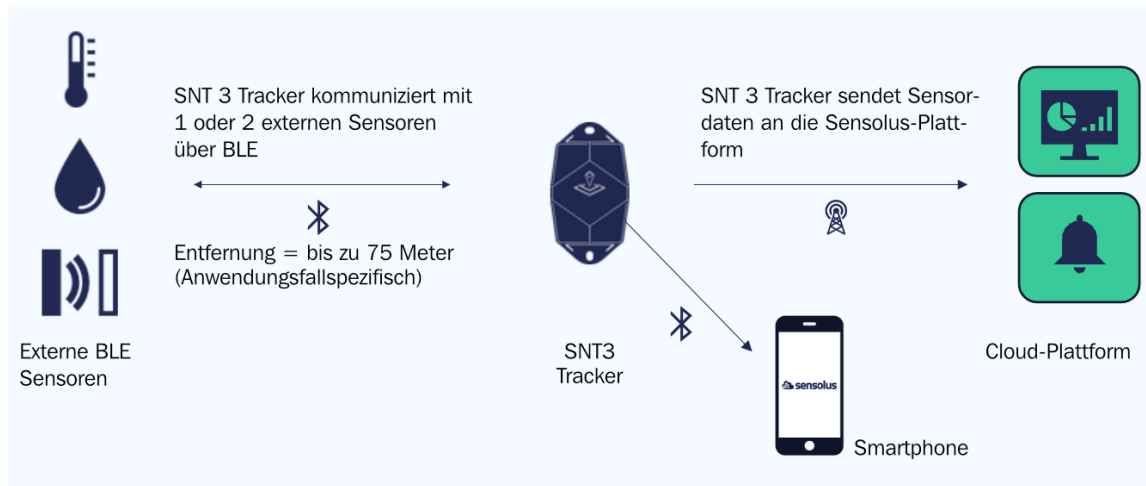 SNT 3 Tracker kommuniziert mit
1 oder 2 externen Sensoren
über BLE
Entfernung = bis zu 75 Meter
(Anwendungsfallspezifisch)
SNT 3 Tracker sendet Sensor-
daten an die Sensolus-Platt-
form
Externe BLE
Sensoren
SNT3
Tracker
sensolus
Smartphone
Cloud-Plattform